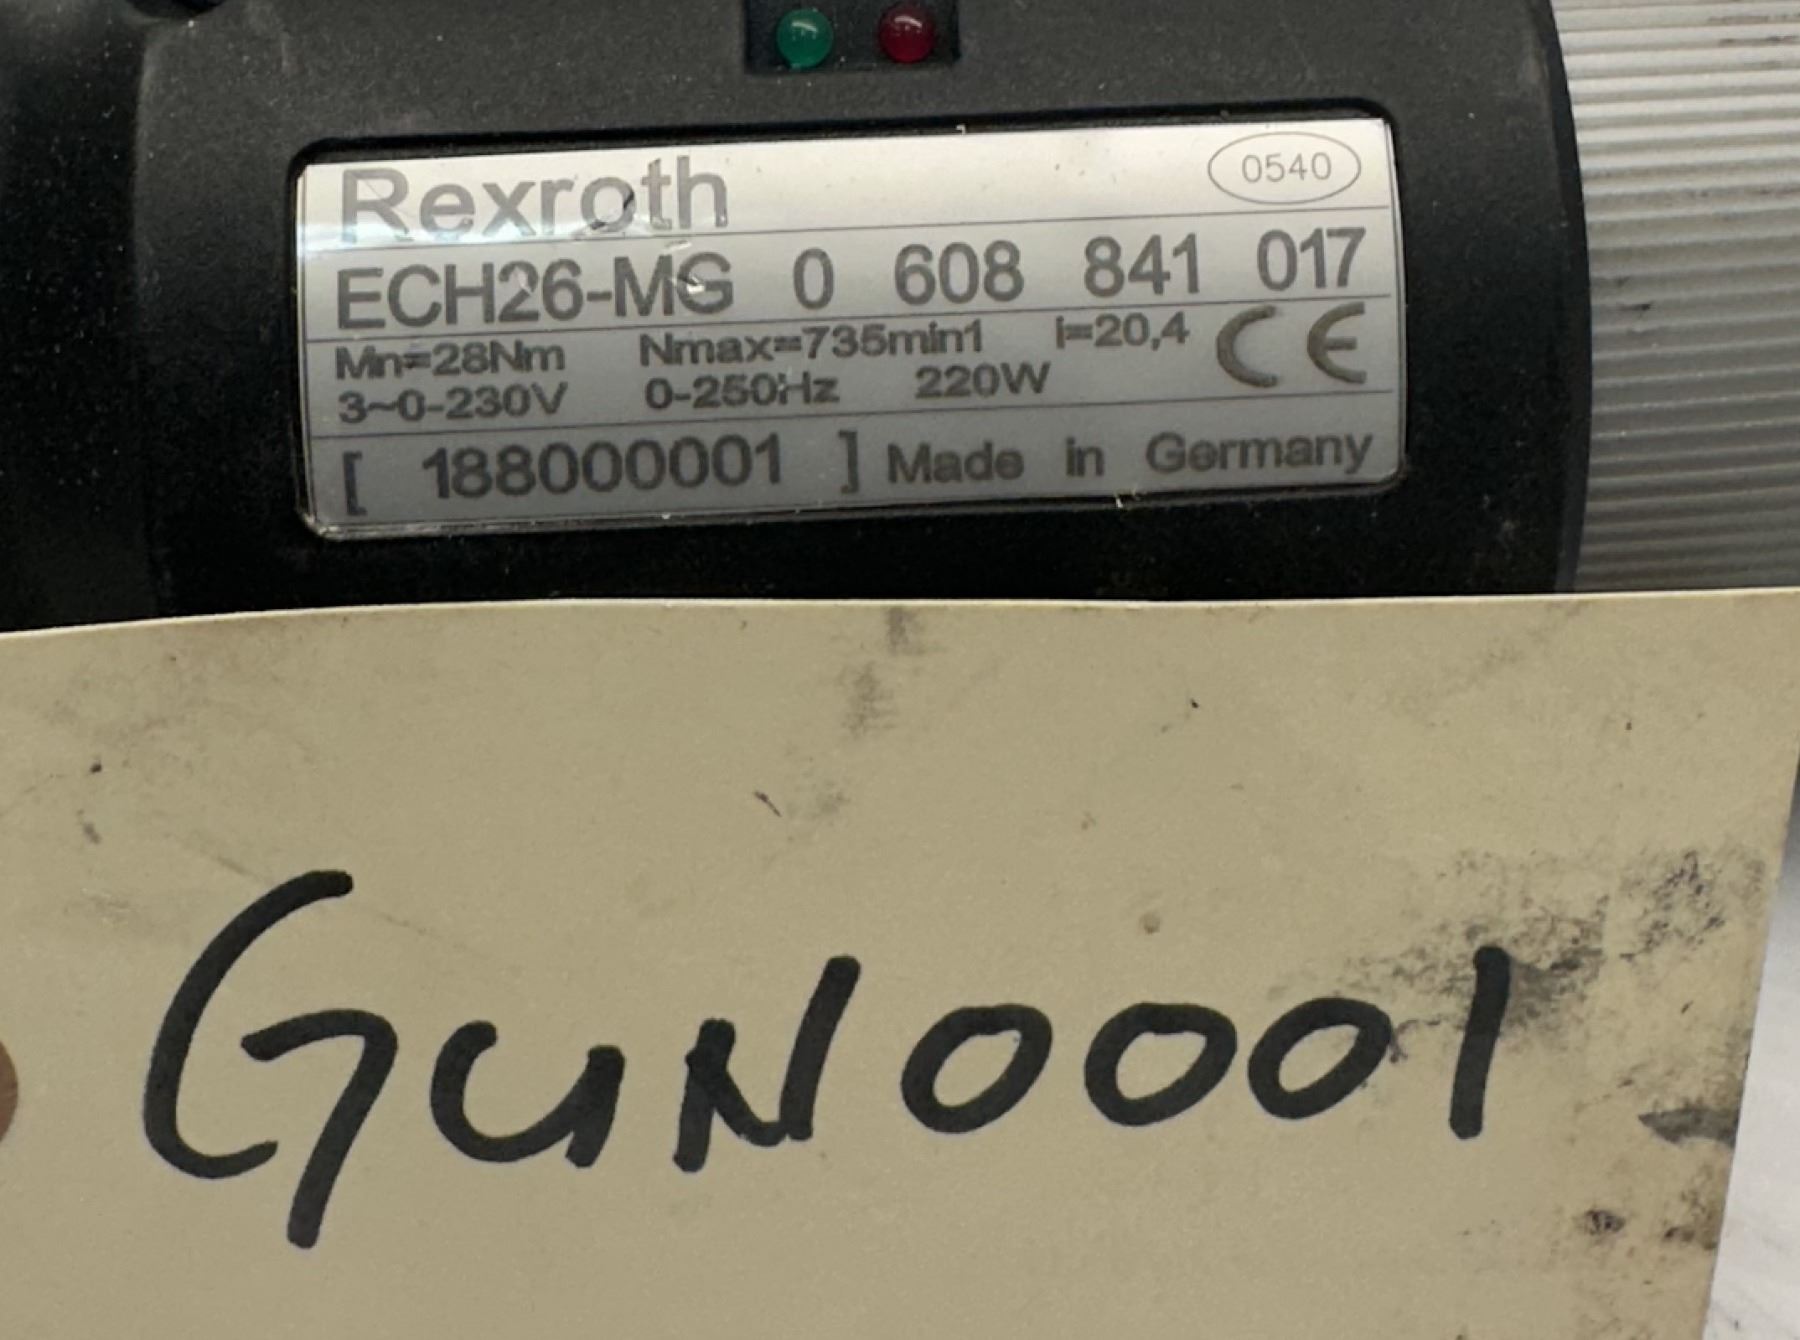 Rexroth 0540
ECH26-MG 0 608 841 017
Mn=28Nm Nmax=735min1 i=20,4 CE
3~0-230V 0-250Hz 220W
[ 188000001 ] Made in Germany
GUN0001